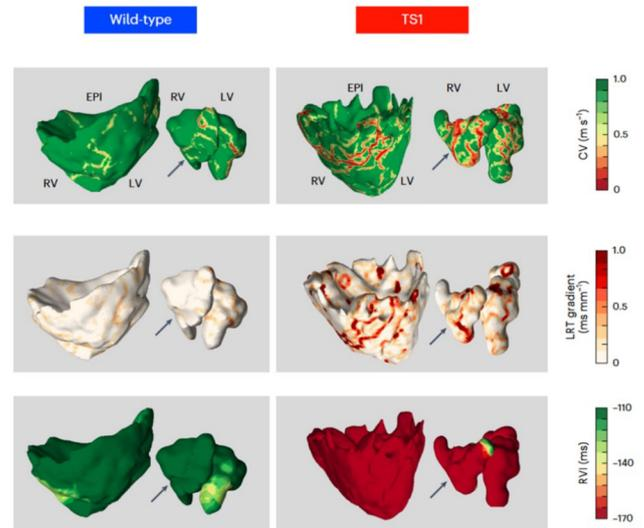 Wild-type
TS1
EPI RV LV
RV LV
EPI RV LV
RV LV
1.0
0.5
0
CV (m s⁻¹)
1.0
0.5
0
LRT gradient
(ms mm⁻¹)
–110
–140
–170
RVI (ms)